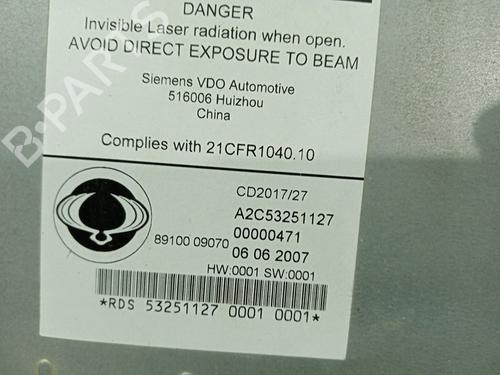 DANGER
Invisible Laser radiation when open.
AVOID DIRECT EXPOSURE TO BEAM
Siemens VDO Automotive
516006 Huizhou
China
Complies with 21CFR1040.10
CD2017/27
A2C53251127
89100 09070
00000471
06 06 2007
HW:0001 SW:0001
*RDS 53251127 0001 0001*
B-PARTS